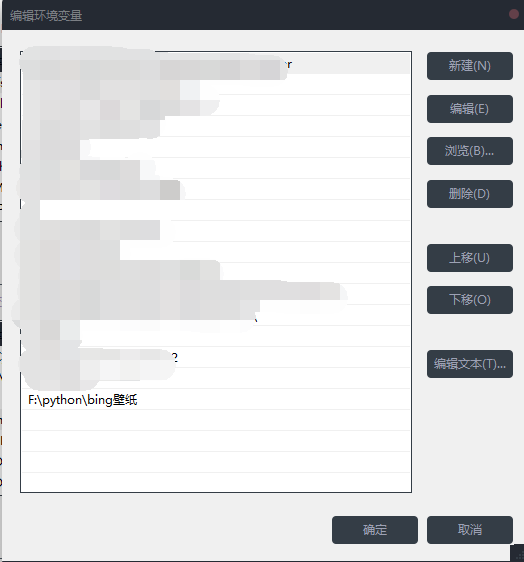 编辑环境变量
新建(N)
编辑(E)
浏览(B)...
删除(D)
上移(U)
下移(O)
编辑文本(T)...
F:\python\bing壁纸
确定
取消